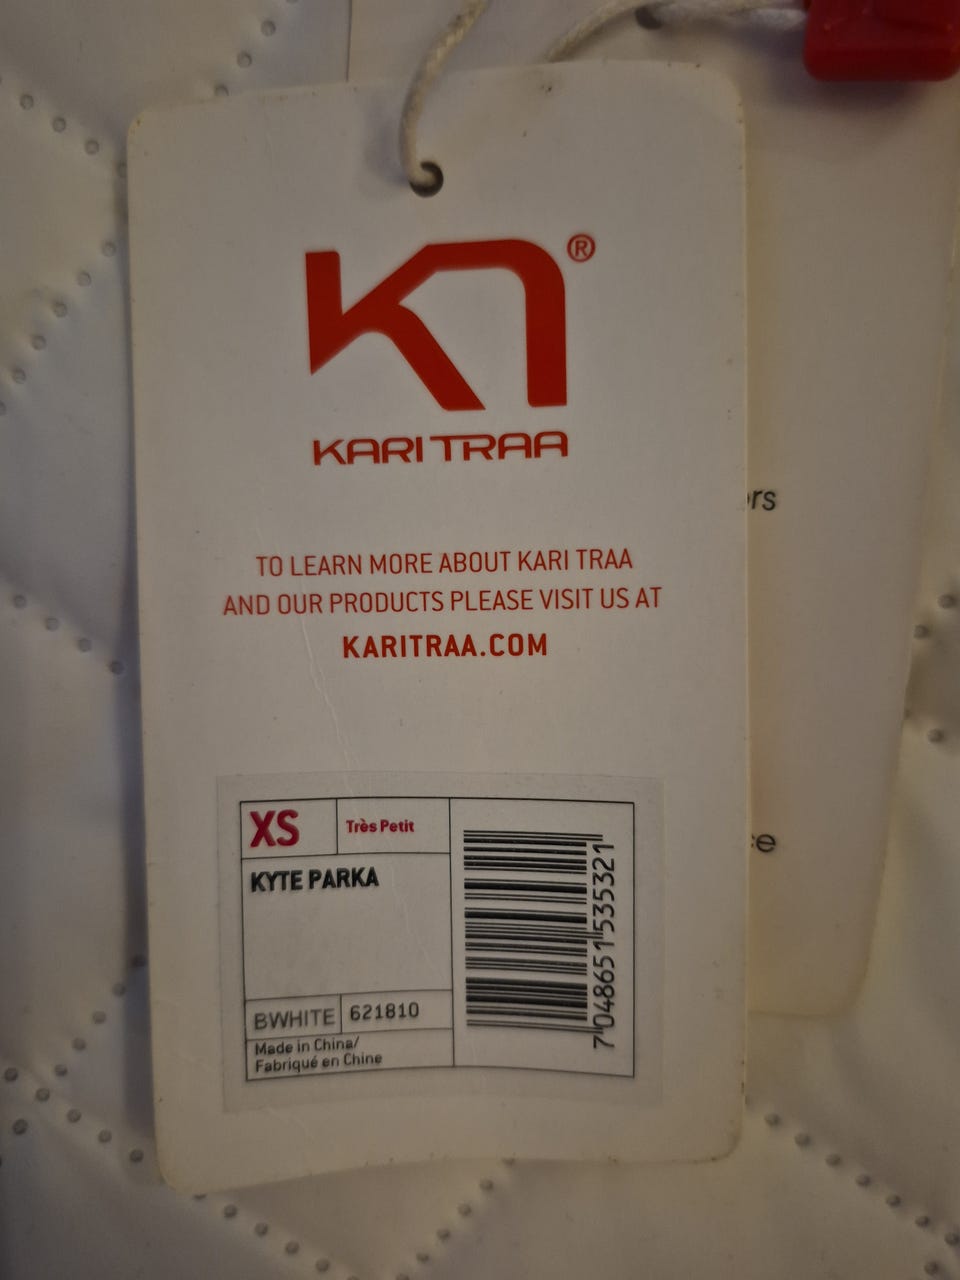 KT®
KARI TRAA
TO LEARN MORE ABOUT KARI TRAA
AND OUR PRODUCTS PLEASE VISIT US AT
KARITRAA.COM
XS
Très Petit
KYTE PARKA
BWHITE
621810
Made in China/
Fabriqué en Chine
7048651535321